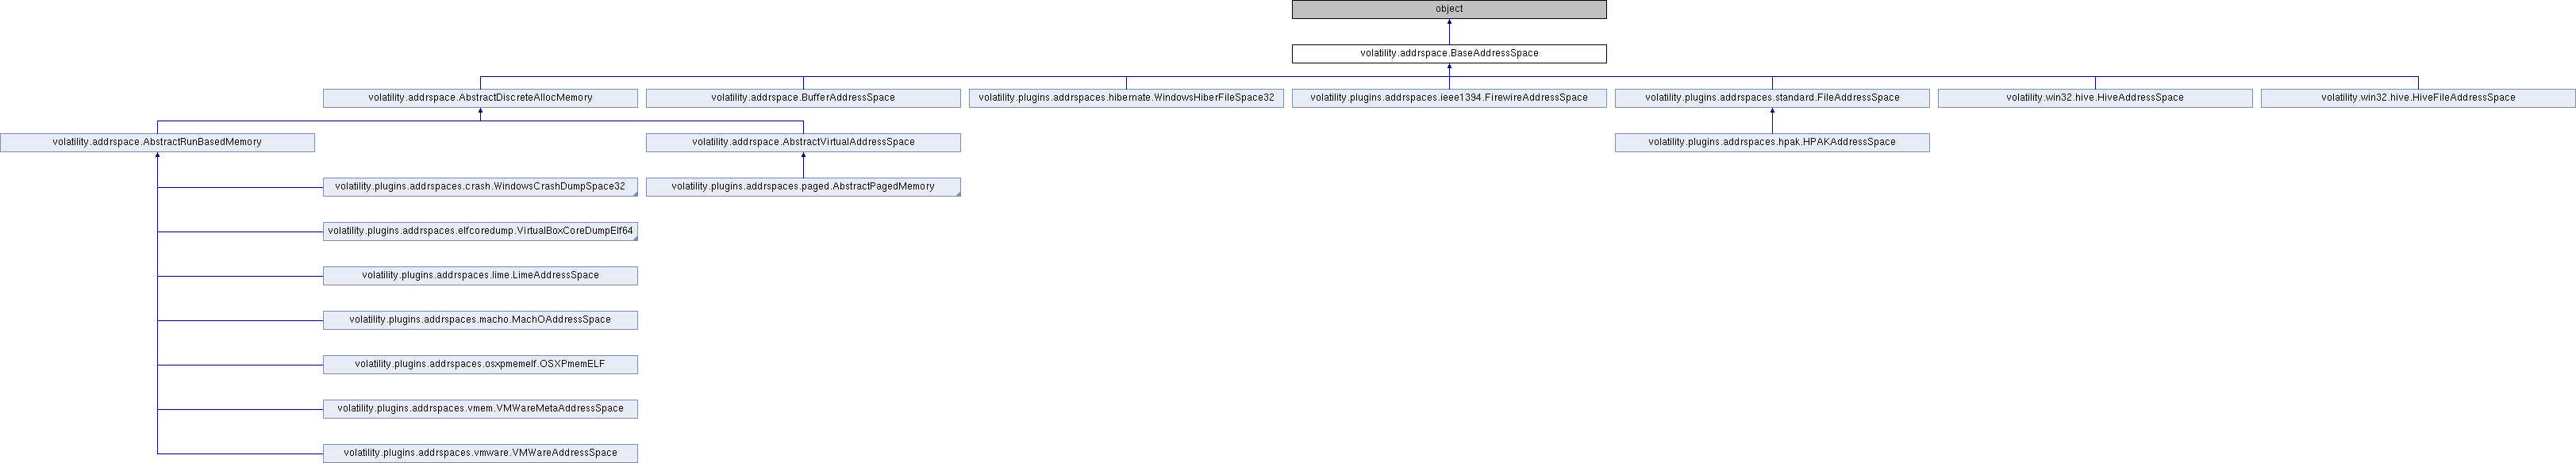 object
volatility.addrspace.BaseAddressSpace
volatility.addrspace.AbstractDiscreteAllocMemory
volatility.addrspace.BufferAddressSpace
volatility.plugins.addrspaces.hibernate.WindowsHiberFileSpace32
volatility.plugins.addrspaces.ieee1394.FirewireAddressSpace
volatility.plugins.addrspaces.standard.FileAddressSpace
volatility.win32.hive.HiveAddressSpace
volatility.win32.hive.HiveFileAddressSpace
volatility.addrspace.AbstractRunBasedMemory
volatility.addrspace.AbstractVirtualAddressSpace
volatility.plugins.addrspaces.hpak.HPAKAddressSpace
volatility.plugins.addrspaces.crash.WindowsCrashDumpSpace32
volatility.plugins.addrspaces.paged.AbstractPagedMemory
volatility.plugins.addrspaces.elfcoredump.VirtualBoxCoreDumpElf64
volatility.plugins.addrspaces.lime.LimeAddressSpace
volatility.plugins.addrspaces.macho.MachOAddressSpace
volatility.plugins.addrspaces.osxpmemelf.OSXPmemELF
volatility.plugins.addrspaces.vmem.VMWareMetaAddressSpace
volatility.plugins.addrspaces.vmware.VMWareAddressSpace